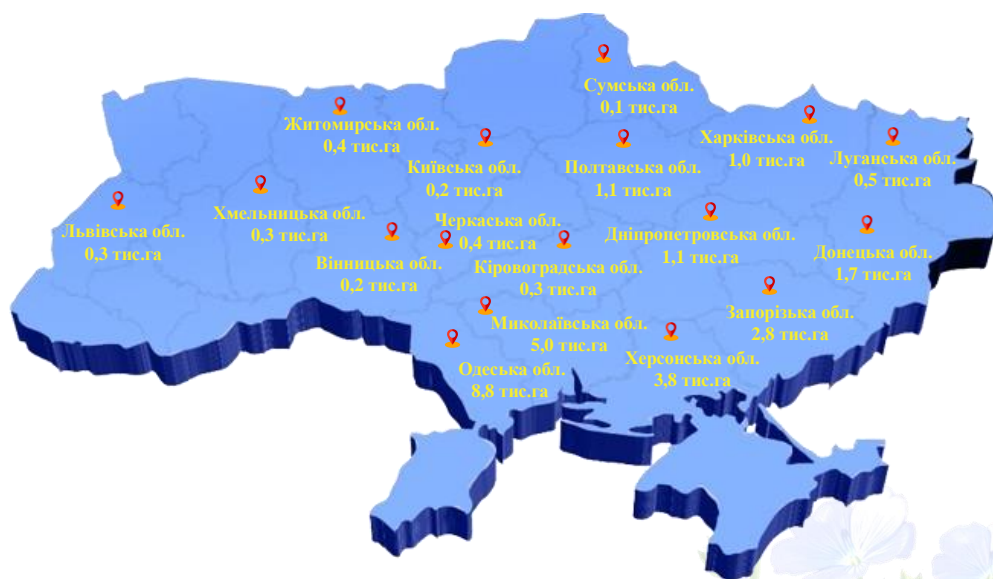 Сумська обл.
0,1 тис.га
Житомирська обл.
0,4 тис.га
Київська обл.
0,2 тис.га
Полтавська обл.
1,1 тис.га
Харківська обл.
1,0 тис.га
Луганська обл.
0,5 тис.га
Львівська обл.
0,3 тис.га
Хмельницька обл.
0,3 тис.га
Вінницька обл.
0,2 тис.га
Черкаська обл.
0,4 тис.га
Кіровоградська обл.
0,3 тис.га
Дніпропетровська обл.
1,1 тис.га
Донецька обл.
1,7 тис.га
Запорізька обл.
2,8 тис.га
Миколаївська обл.
5,0 тис.га
Херсонська обл.
3,8 тис.га
Одеська обл.
8,8 тис.га